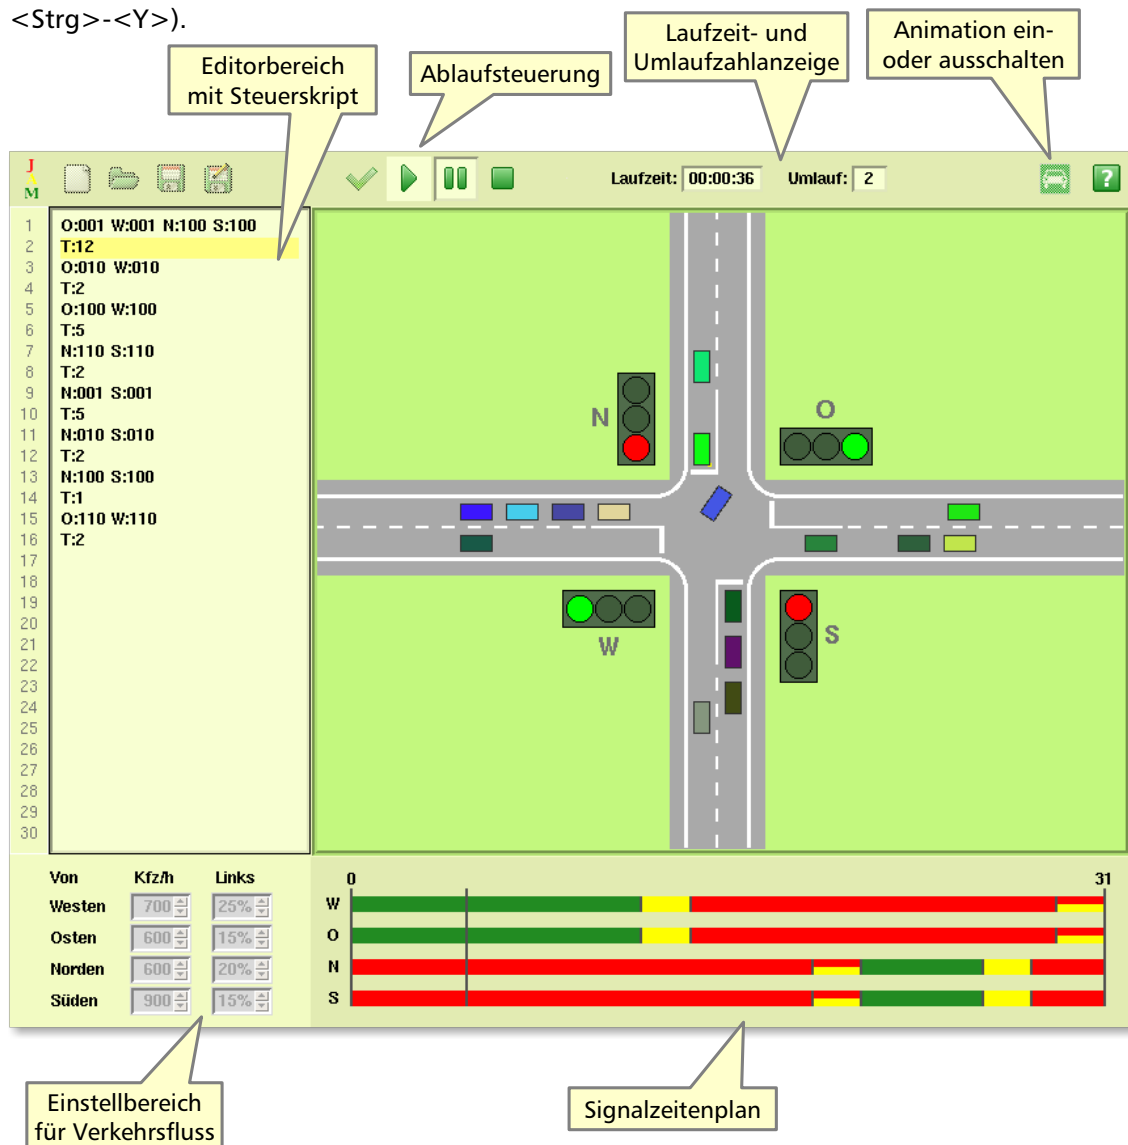 <Strg>-<Y>).
Editorbereich
mit Steuerskript
Ablaufsteuerung
Laufzeit- und
Umlaufzahlanzeige
Animation ein-
oder ausschalten
J
A
M
Laufzeit: 00:00:36 Umlauf: 2
?
1 O:001 W:001 N:100 S:100
2 T:12
3 O:010 W:010
4 T:2
5 O:100 W:100
6 T:5
7 N:110 S:110
8 T:2
9 N:001 S:001
10 T:5
11 N:010 S:010
12 T:2
13 N:100 S:100
14 T:1
15 O:110 W:110
16 T:2
17
18
19
20
21
22
23
24
25
26
27
28
29
30
N
O
W
S
Von Kfz/h Links
Westen 700 25%
Osten 600 15%
Norden 600 20%
Süden 900 15%
0 31
W
O
N
S
Einstellbereich
für Verkehrsfluss
Signalzeitenplan